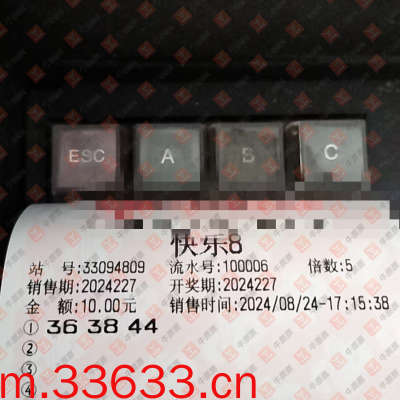 ESC A B C
快乐8
站 号:33094809 流水号:100006 倍数:5
销售期:2024227 开奖期:2024227
金 额:10.00元 销售时间:2024/08/24-17:15:38
① 36 38 44
②
③
④
m.33633.cn